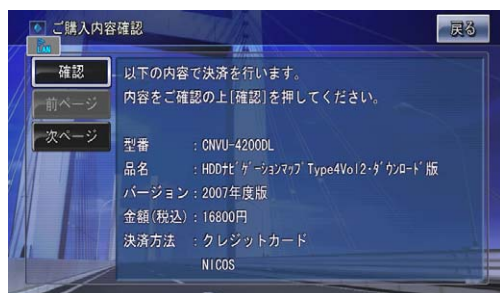 ご購入内容確認
戻る
確認
前ページ
次ページ
以下の内容で決済を行います。
内容をご確認の上[確認]を押してください。
型番 : CNVU-4200DL
品名 : HDDﾅﾋﾞｹﾞｰｼｮﾝﾏｯﾌﾟType4Vol2･ﾀﾞｳﾝﾛｰﾄﾞ版
バージョン : 2007年度版
金額(税込) : 16800円
決済方法 : クレジットカード
NICOS